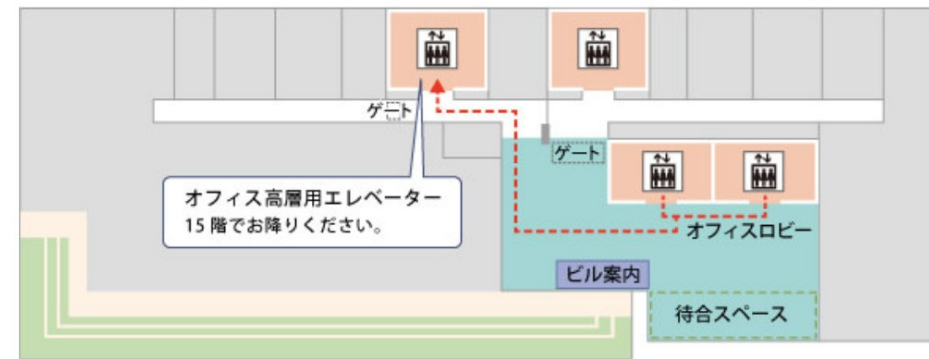 ゲート
ゲート
オフィス高層用エレベーター
15 階でお降りください。
オフィスロビー
ビル案内
待合スペース